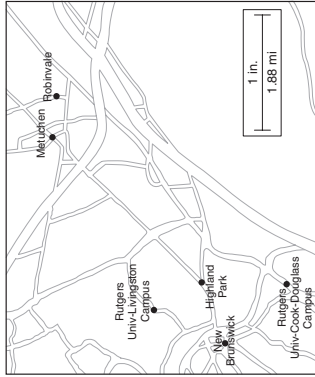 Robinvale
Metuchen
1 in.
1.88 mi
Rutgers
Univ-Livingston
Campus
Highland
Park
New
Brunswick
Rutgers
Univ-Cook-Douglass
Campus